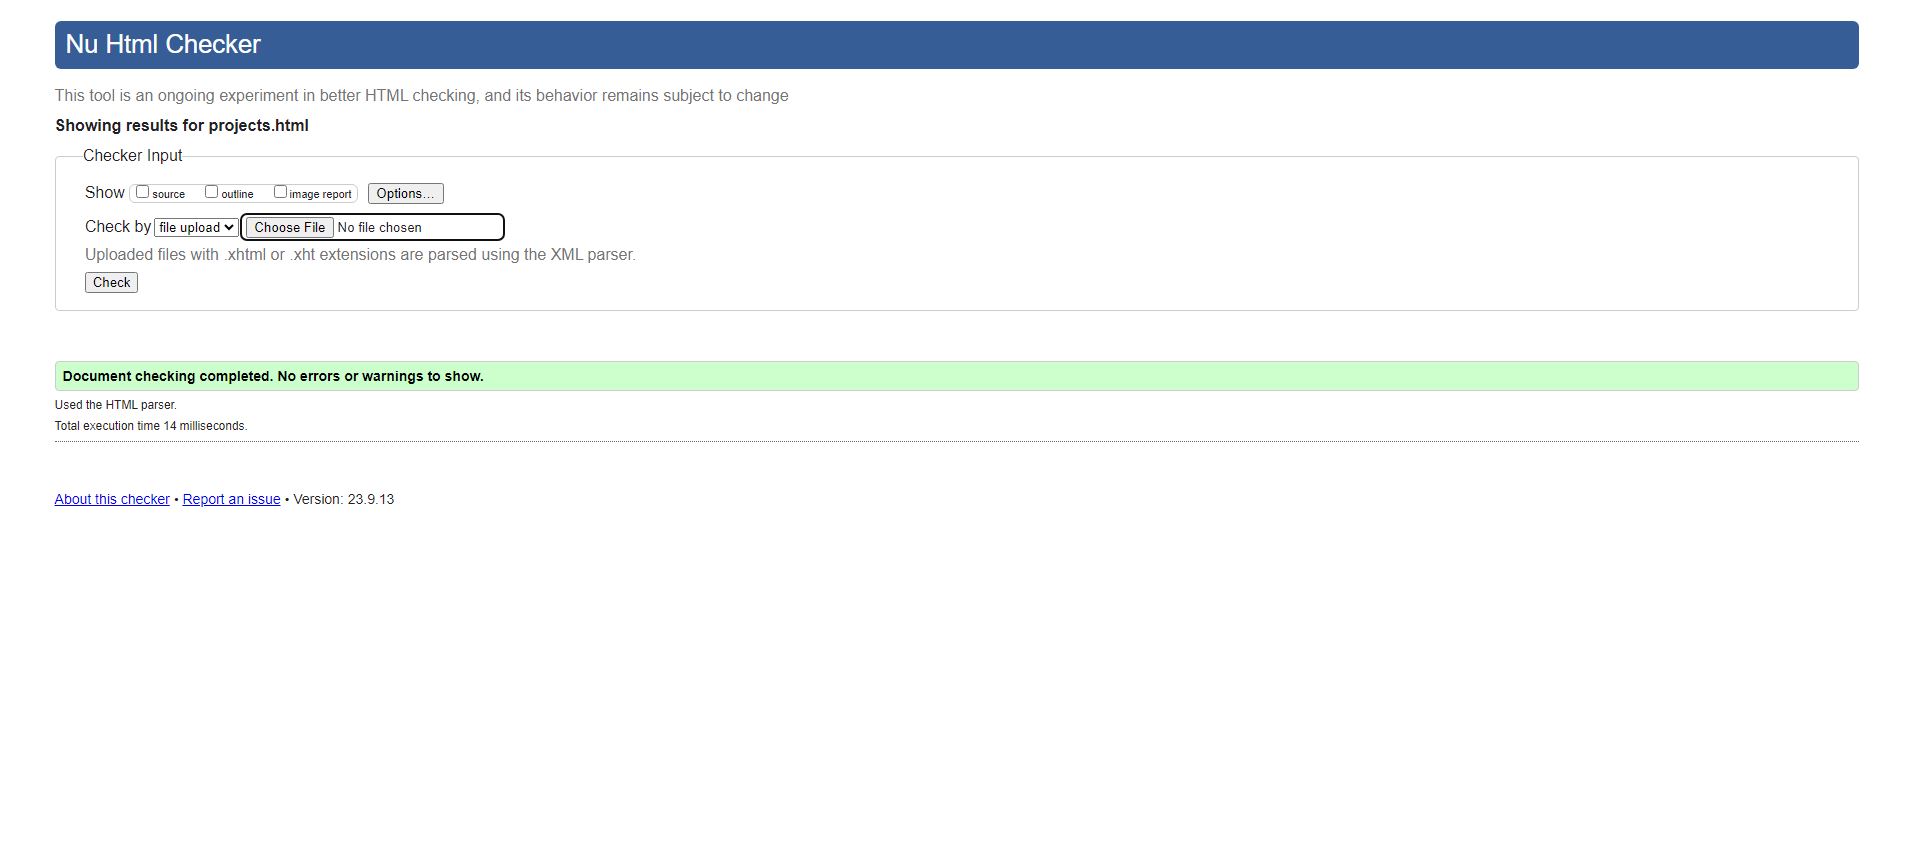 Nu Html Checker
This tool is an ongoing experiment in better HTML checking, and its behavior remains subject to change
Showing results for projects.html
Checker Input
Show source outline image report Options...
Check by file upload Choose File No file chosen
Uploaded files with .xhtml or .xht extensions are parsed using the XML parser.
Check
Document checking completed. No errors or warnings to show.
Used the HTML parser.
Total execution time 14 milliseconds.
About this checker • Report an issue • Version: 23.9.13